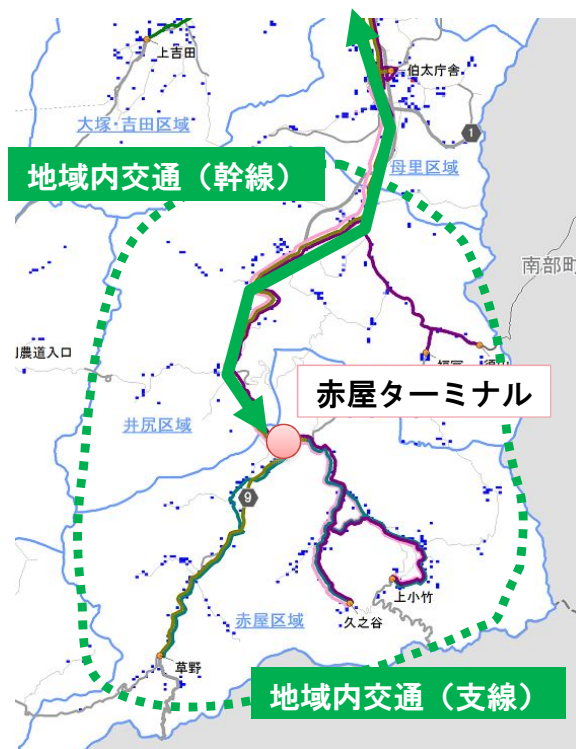 上吉田
伯太庁舎
大塚・吉田区域
1
地域内交通（幹線）
母里区域
南部町
農道入口
赤屋ターミナル
井尻区域
9
上小竹
久之谷
赤屋区域
草野
地域内交通（支線）